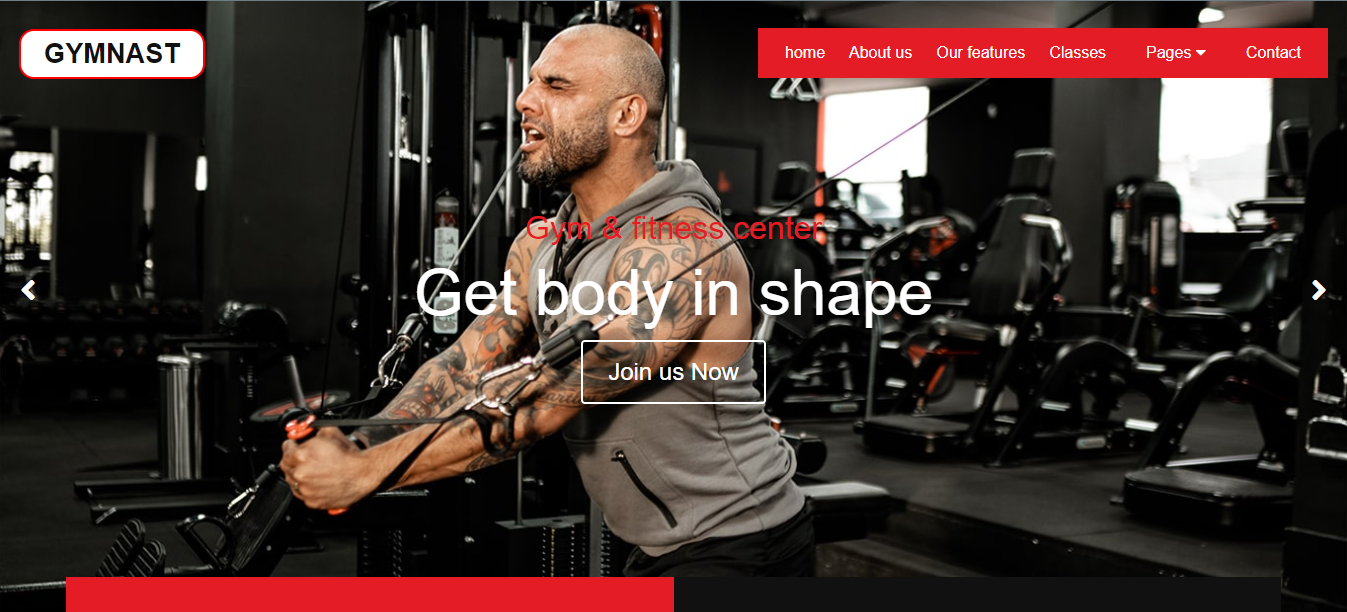 GYMNAST
home About us Our features Classes Pages Contact
Gym & fitness center
Get body in shape
Join us Now